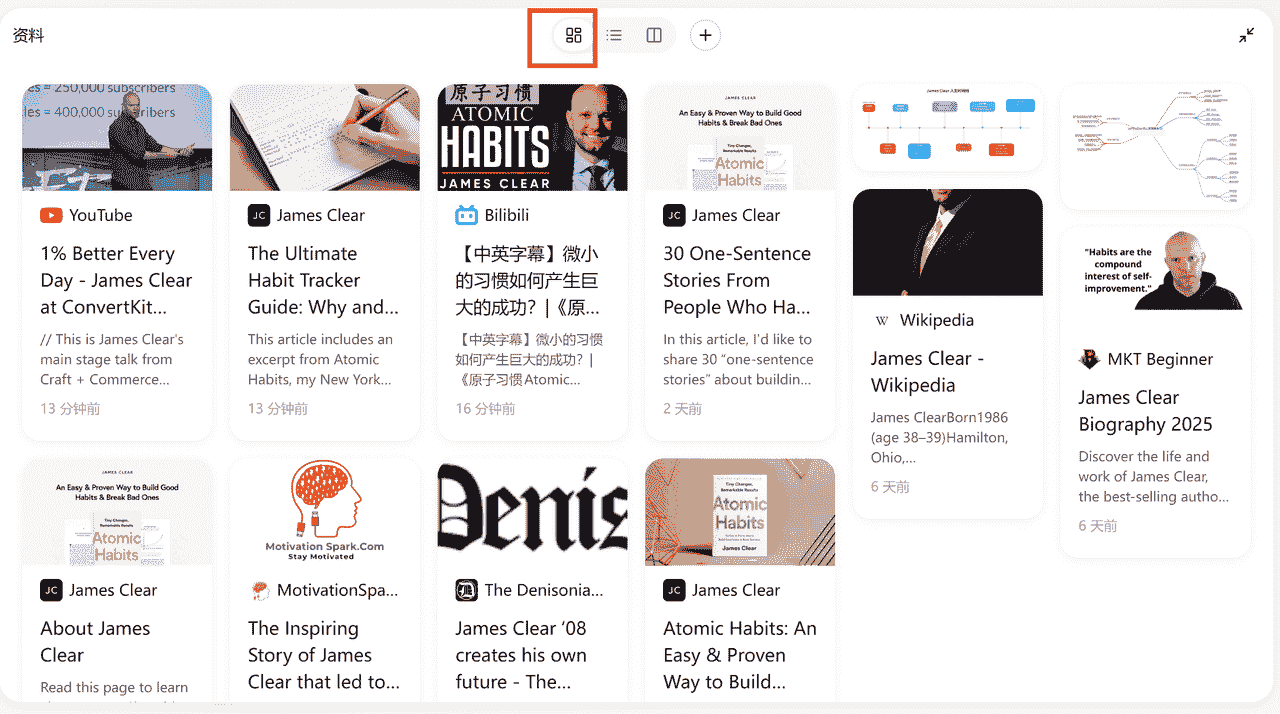 资料
es = 250,000 subscribers
les = 400,000 subscribers
YouTube
1% Better Every
Day - James Clear
at ConvertKit...
// This is James Clear's
main stage talk from
Craft + Commerce...
13 分钟前
James Clear
The Ultimate
Habit Tracker
Guide: Why and...
This article includes an
excerpt from Atomic
Habits, my New York...
13 分钟前
原子习惯
ATOMIC
HABITS
JAMES CLEAR
Bilibili
【中英字幕】微小
的习惯如何产生巨
大的成功？|《原...
【中英字幕】微小的习惯
如何产生巨大的成功？|
《原子习惯Atomic...
16 分钟前
JAMES CLEAR
An Easy & Proven Way to Build Good
Habits & Break Bad Ones
Tiny Changes,
Remarkable Results
Atomic
Habits
James Clear
30 One-Sentence
Stories From
People Who Ha...
In this article, I'd like to
share 30 “one-sentence
stories” about buildin...
2 天前
Wikipedia
James Clear -
Wikipedia
James ClearBorn1986
(age 38–39)Hamilton,
Ohio,...
6 天前
"Habits are the
compound
interest of self-
improvement."
MKT Beginner
James Clear
Biography 2025
Discover the life and
work of James Clear,
the best-selling autho...
6 天前
JAMES CLEAR
An Easy & Proven Way to Build Good
Habits & Break Bad Ones
Tiny Changes,
Remarkable Results
Atomic
Habits
James Clear
About James
Clear
Read this page to learn
Motivation Spark.Com
Stay Motivated
MotivationSpa...
The Inspiring
Story of James
Clear that led to...
Denis
The Denisonia...
James Clear ‘08
creates his own
future - The...
Tiny Changes,
Remarkable Results
Atomic
Habits
James Clear
James Clear
Atomic Habits: An
Easy & Proven
Way to Build...